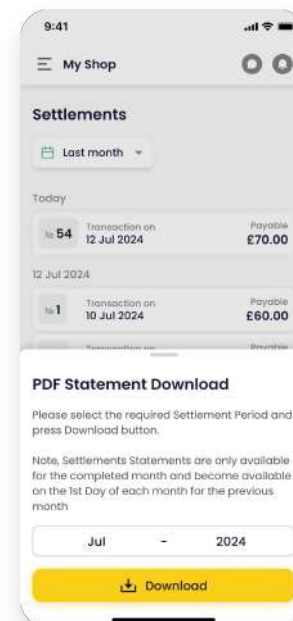 9:41
My Shop
Settlements
Last month
Today
№ 54
Transaction on
12 Jul 2024
Payable
£70.00
12 Jul 2024
№ 1
Transaction on
10 Jul 2024
Payable
£60.00
Transaction on
Payable
PDF Statement Download
Please select the required Settlement Period and
press Download button.
Note, Settlements Statements are only available
for the completed month and become available
on the 1st Day of each month for the previous
month
Jul - 2024
Download